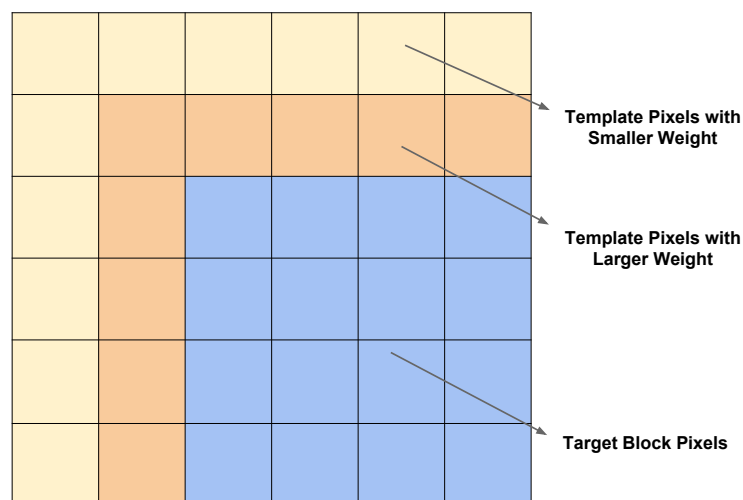 Template Pixels with
Smaller Weight
Template Pixels with
Larger Weight
Target Block Pixels